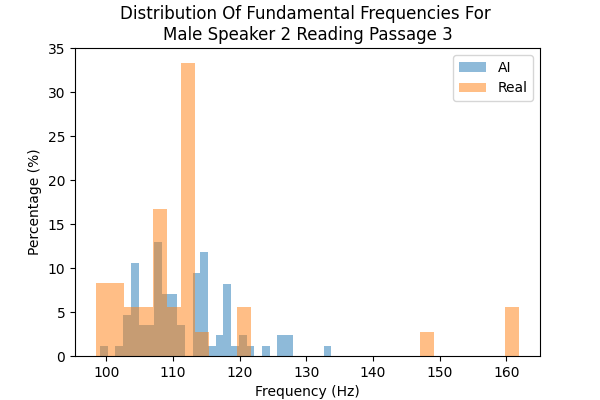 Distribution Of Fundamental Frequencies For
Male Speaker 2 Reading Passage 3
AI
Real
Percentage (%)
35
30
25
20
15
10
5
0
100 110 120 130 140 150 160
Frequency (Hz)